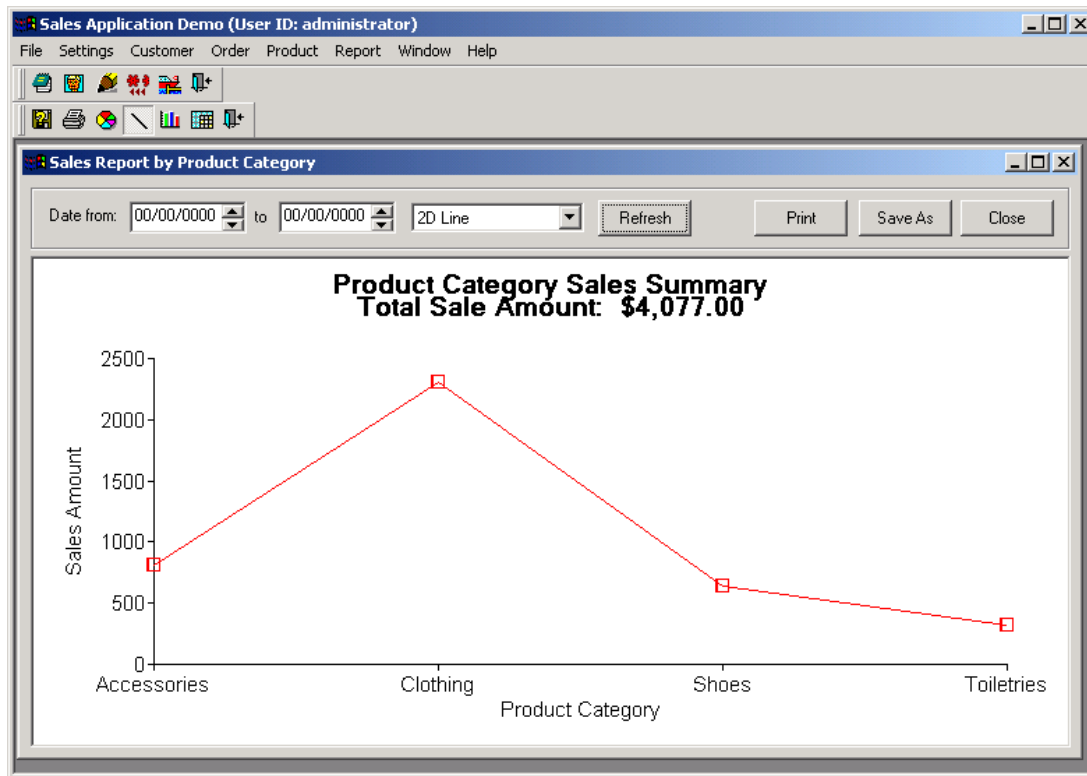 Sales Application Demo (User ID: administrator)
File Settings Customer Order Product Report Window Help
Sales Report by Product Category
Date from: 00/00/0000 to 00/00/0000 2D Line Refresh Print Save As Close
Product Category Sales Summary
Total Sale Amount: $4,077.00
2500
2000
1500
1000
500
0
Sales Amount
Accessories Clothing Shoes Toiletries
Product Category